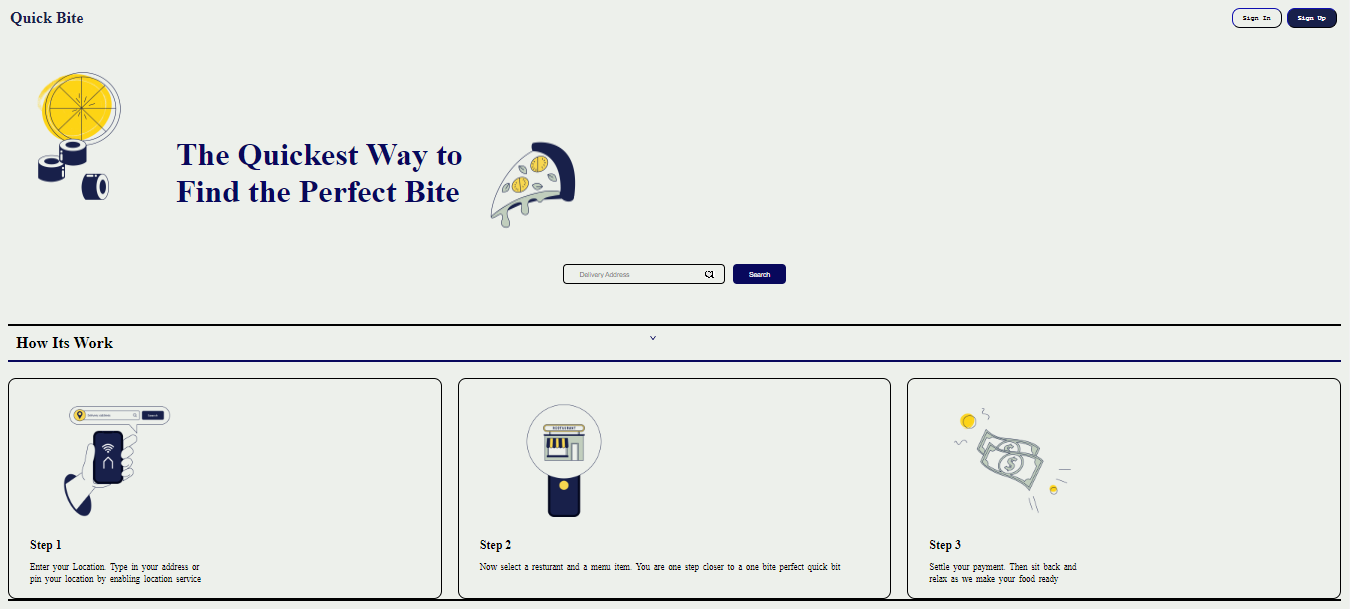 Quick Bite
Sign In
Sign Up
The Quickest Way to
Find the Perfect Bite
Delivery Address
Search
How Its Work
Delivery Address
Search
RESTAURANT
Step 1
Enter your Location. Type in your address or
pin your location by enabling location service
Step 2
Now select a resturant and a menu item. You are one step closer to a one bite perfect quick bit
Step 3
Settle your payment. Then sit back and
relax as we make your food ready